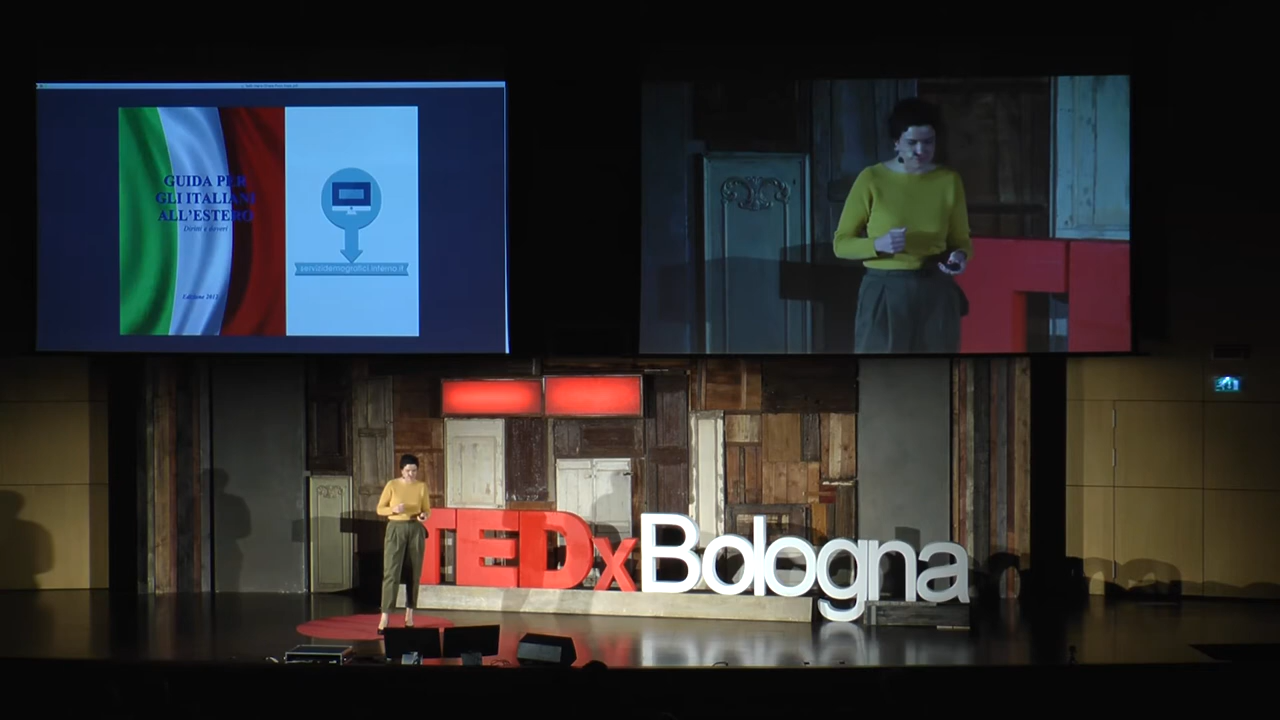 GUIDA PER
GLI ITALIANI
ALL'ESTERO
Diritti e doveri
servizidemografici.interno.it
TEDxBologna